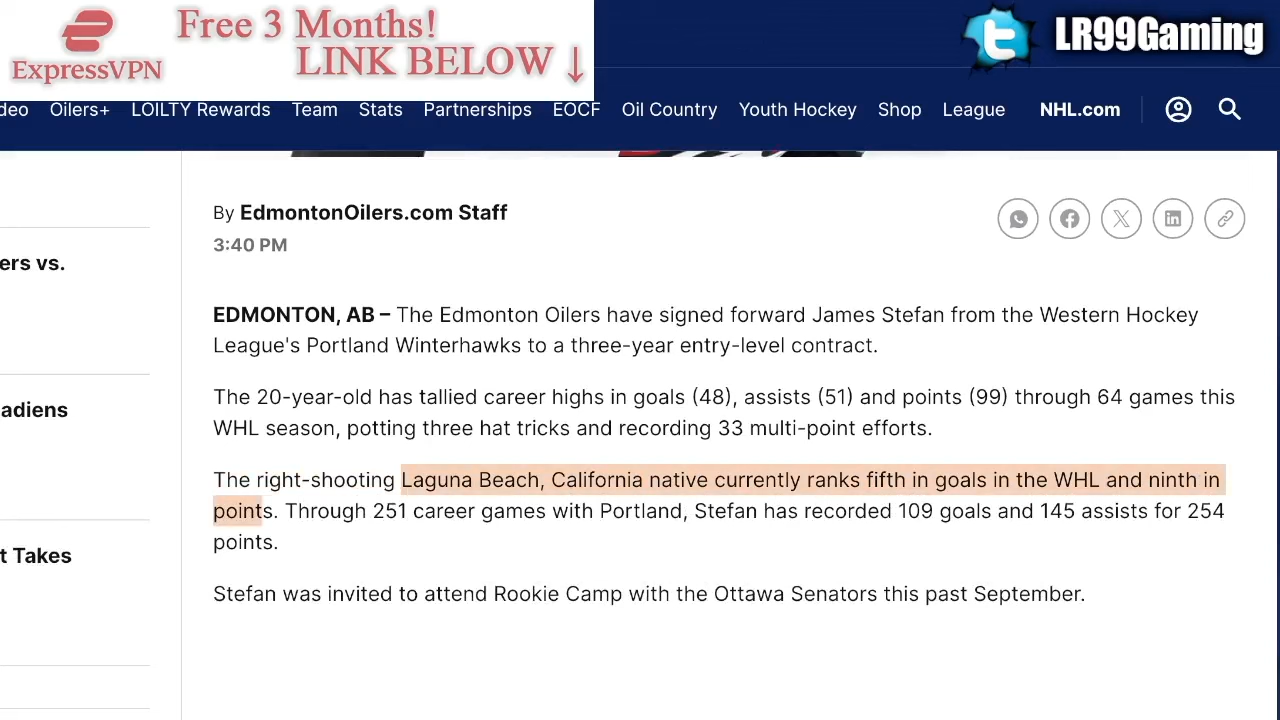 Free 3 Months!
LINK BELOW ↓
ExpressVPN
LR99Gaming
deo Oilers+ LOILTY Rewards Team Stats Partnerships EOCF Oil Country Youth Hockey Shop League NHL.com
By EdmontonOilers.com Staff
3:40 PM
ers vs.
adiens
t Takes
EDMONTON, AB – The Edmonton Oilers have signed forward James Stefan from the Western Hockey
League's Portland Winterhawks to a three-year entry-level contract.
The 20-year-old has tallied career highs in goals (48), assists (51) and points (99) through 64 games this
WHL season, potting three hat tricks and recording 33 multi-point efforts.
The right-shooting Laguna Beach, California native currently ranks fifth in goals in the WHL and ninth in
points. Through 251 career games with Portland, Stefan has recorded 109 goals and 145 assists for 254
points.
Stefan was invited to attend Rookie Camp with the Ottawa Senators this past September.